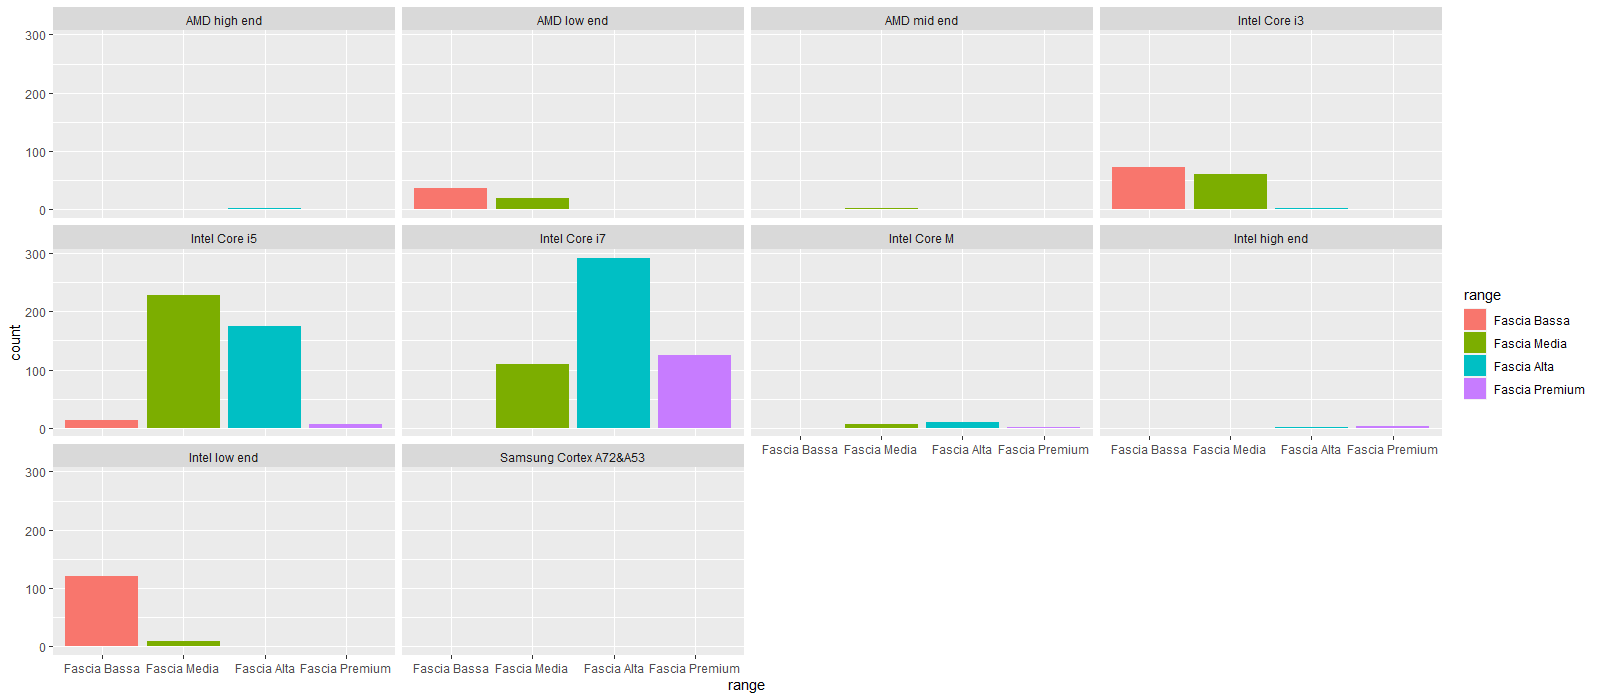 AMD high end
AMD low end
AMD mid end
Intel Core i3
300
200
100
0
Intel Core i5
Intel Core i7
Intel Core M
Intel high end
300
200
100
0
count
Fascia Bassa Fascia Media Fascia Alta Fascia Premium
Fascia Bassa Fascia Media Fascia Alta Fascia Premium
Intel low end
Samsung Cortex A72&A53
300
200
100
0
Fascia Bassa Fascia Media Fascia Alta Fascia Premium
Fascia Bassa Fascia Media Fascia Alta Fascia Premium
range
range
Fascia Bassa
Fascia Media
Fascia Alta
Fascia Premium